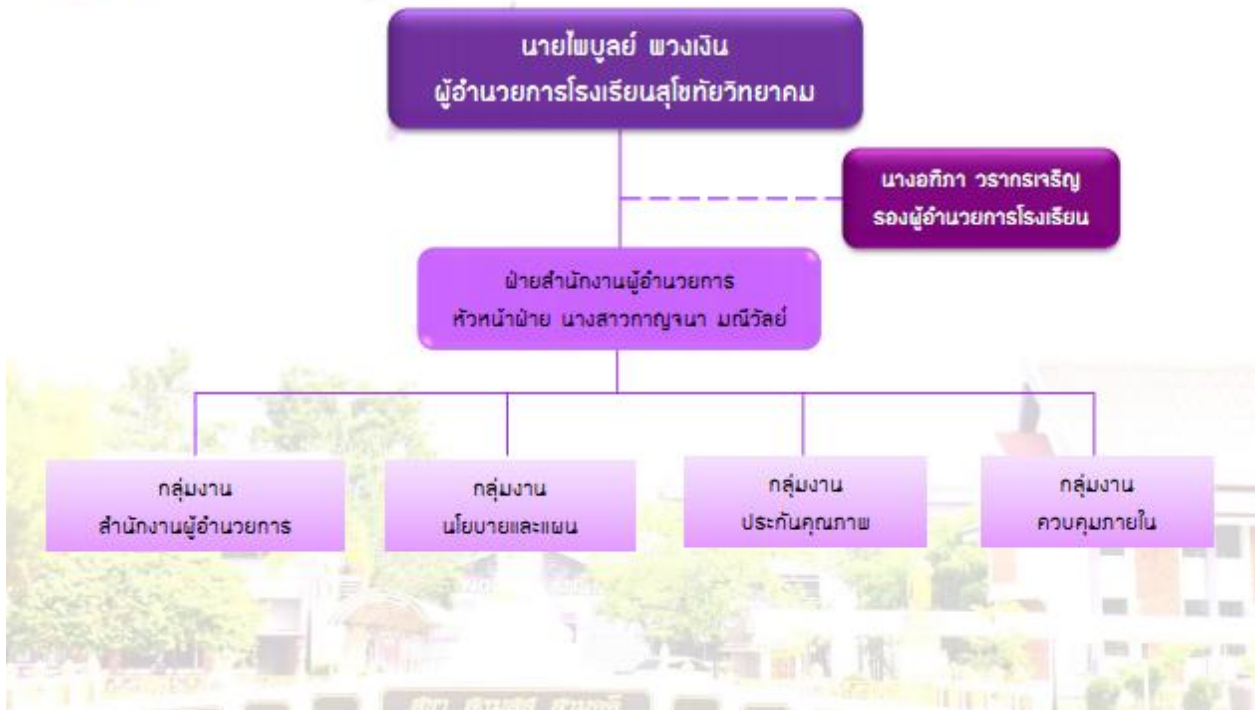 นายไพบูลย์ พวงเงิน
ผู้อำนวยการโรงเรียนสุโขทัยวิทยาคม
นางอทิภา วรากรเจริญ
รองผู้อำนวยการโรงเรียน
ฝ่ายสำนักงานผู้อำนวยการ
หัวหน้าฝ่าย นางสาวกาญจนา มณีวัลย์
กลุ่มงาน
สำนักงานผู้อำนวยการ
กลุ่มงาน
นโยบายและแผน
กลุ่มงาน
ประกันคุณภาพ
กลุ่มงาน
ควบคุมภายใน